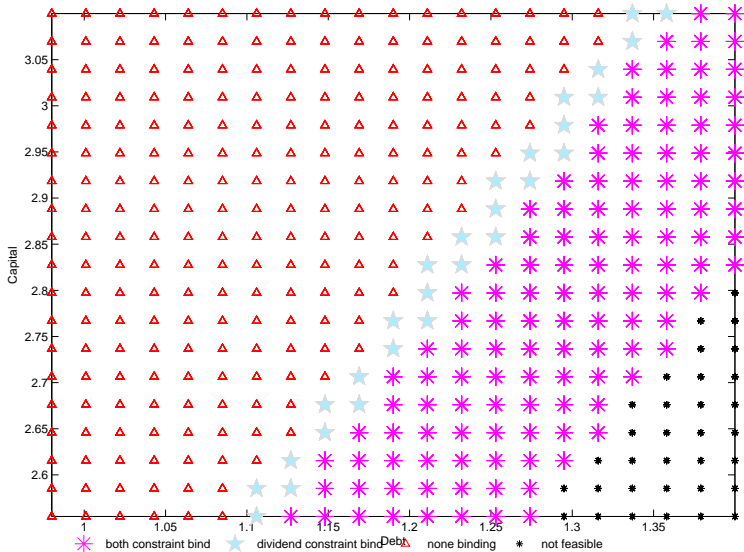 3.05
3
2.95
2.9
2.85
Capital
2.8
2.75
2.7
2.65
2.6
1 1.05 1.1 1.15 1.2 1.25 1.3 1.35
Debt
both constraint bind dividend constraint bind none binding not feasible